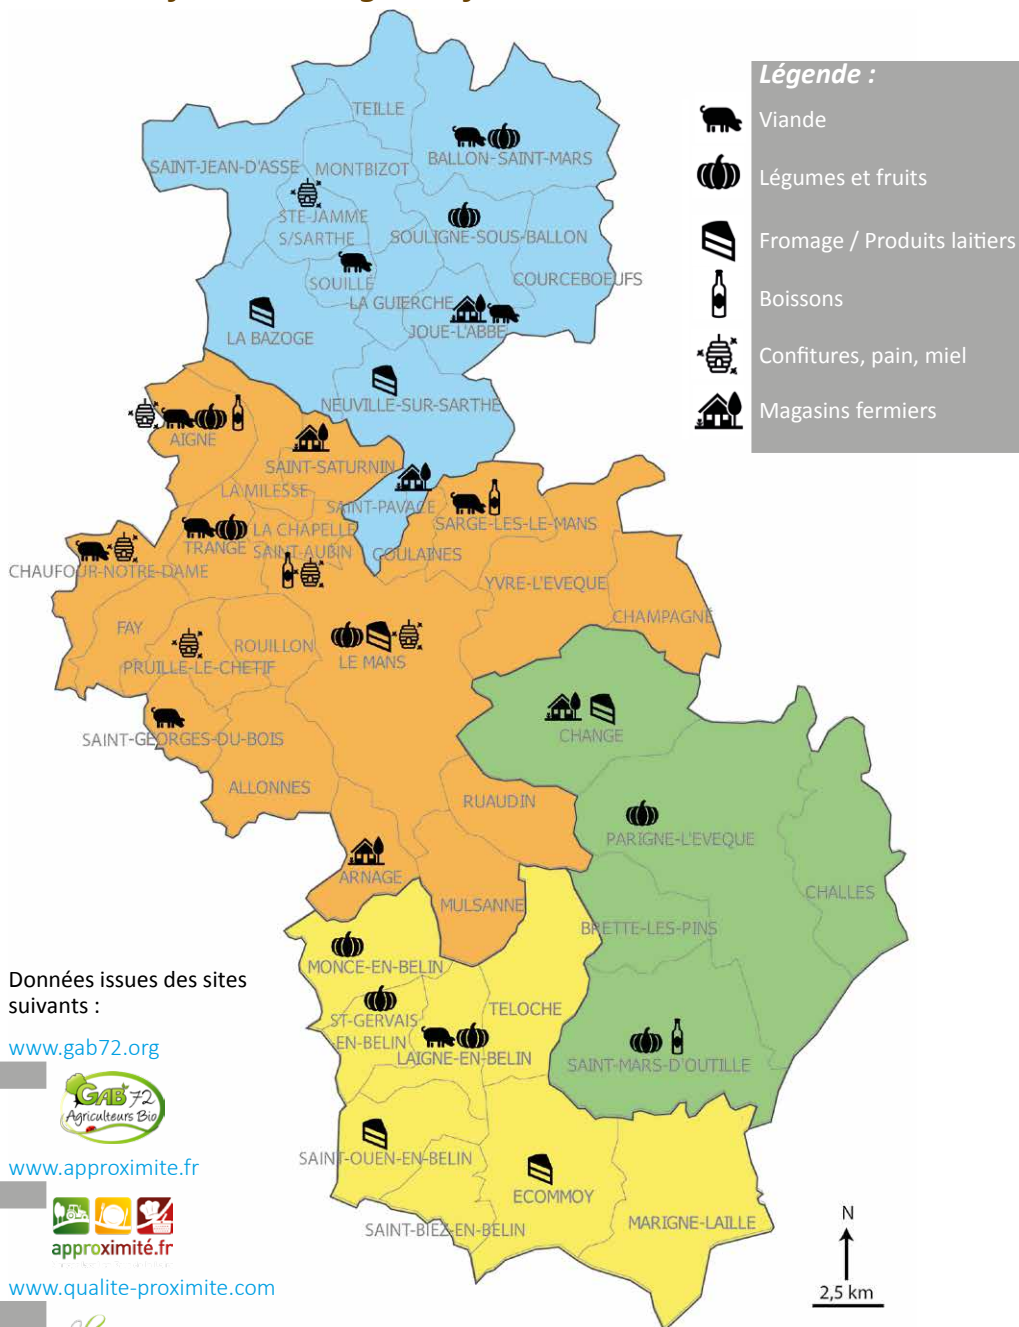 Légende :
Viande
Légumes et fruits
Fromage / Produits laitiers
Boissons
Confitures, pain, miel
Magasins fermiers
TEILLE
BALLON-SAINT-MARS
SAINT-JEAN-D'ASSE
MONTBIZOT
STE-JAMME
S/SARTHE
SOULIGNE-SOUS-BALLON
SOUILLE
COURCEBOEUFS
LA GUIERCHE
JOUE-L'ABBE
LA BAZOGE
NEUVILLE-SUR-SARTHE
AIGNE
SAINT-SATURNIN
LA MILESSE
SAINT-PAVACE
SARGE-LES-LE-MANS
TRANGE
LA CHAPELLE
SAINT-AUBIN
COULAINES
CHAUFOUR-NOTRE-DAME
YVRE-L'EVEQUE
CHAMPAGNÉ
FAY
ROUILLON
LE MANS
PRUILLE-LE-CHETIF
SAINT-GEORGES-DU-BOIS
CHANGE
ALLONNES
RUAUDIN
PARIGNE-L'EVEQUE
ARNAGE
CHALLES
MULSANNE
BRETTE-LES-PINS
MONCE-EN-BELIN
TELOCHE
ST-GERVAIS
-EN-BELIN
LAIGNE-EN-BELIN
SAINT-MARS-D'OUTILLE
SAINT-OUEN-EN-BELIN
ECOMMOY
SAINT-BIEZ-EN-BELIN
MARIGNE-LAILLE
Données issues des sites
suivants :
www.gab72.org
GAB 72
Agriculteurs Bio
www.approximite.fr
approximité.fr
www.qualite-proximite.com
N
2,5 km